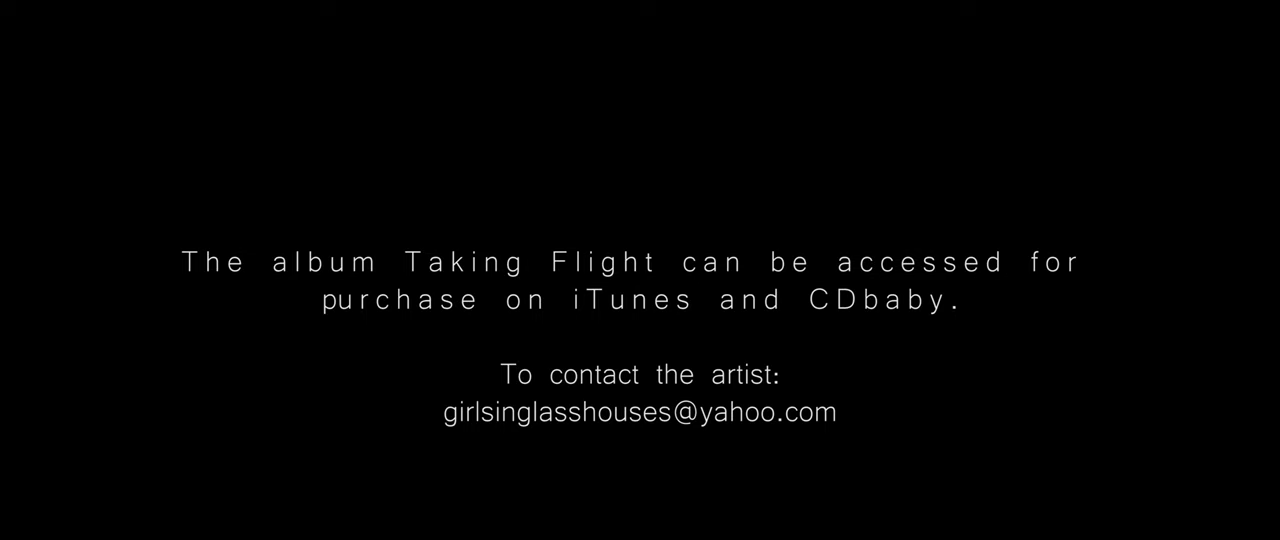 The album Taking Flight can be accessed for
purchase on iTunes and CDbaby.
To contact the artist:
girlsinglasshouses@yahoo.com